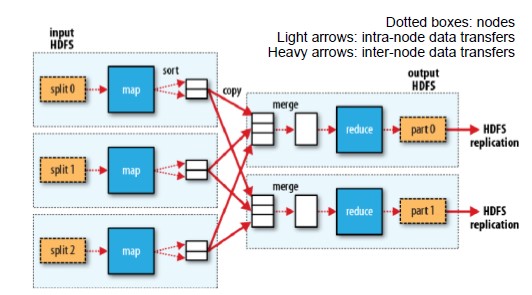 Dotted boxes: nodes
Light arrows: intra-node data transfers
Heavy arrows: inter-node data transfers
input
HDFS
output
HDFS
sort
split 0
map
copy
merge
reduce
part 0
HDFS
replication
split 1
map
merge
reduce
part 1
HDFS
replication
split 2
map